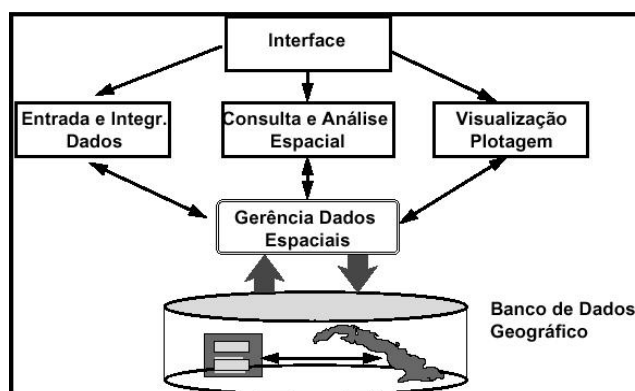 Interface
Entrada e Integr.
Dados
Consulta e Análise
Espacial
Visualização
Plotagem
Gerência Dados
Espaciais
Banco de Dados
Geográfico